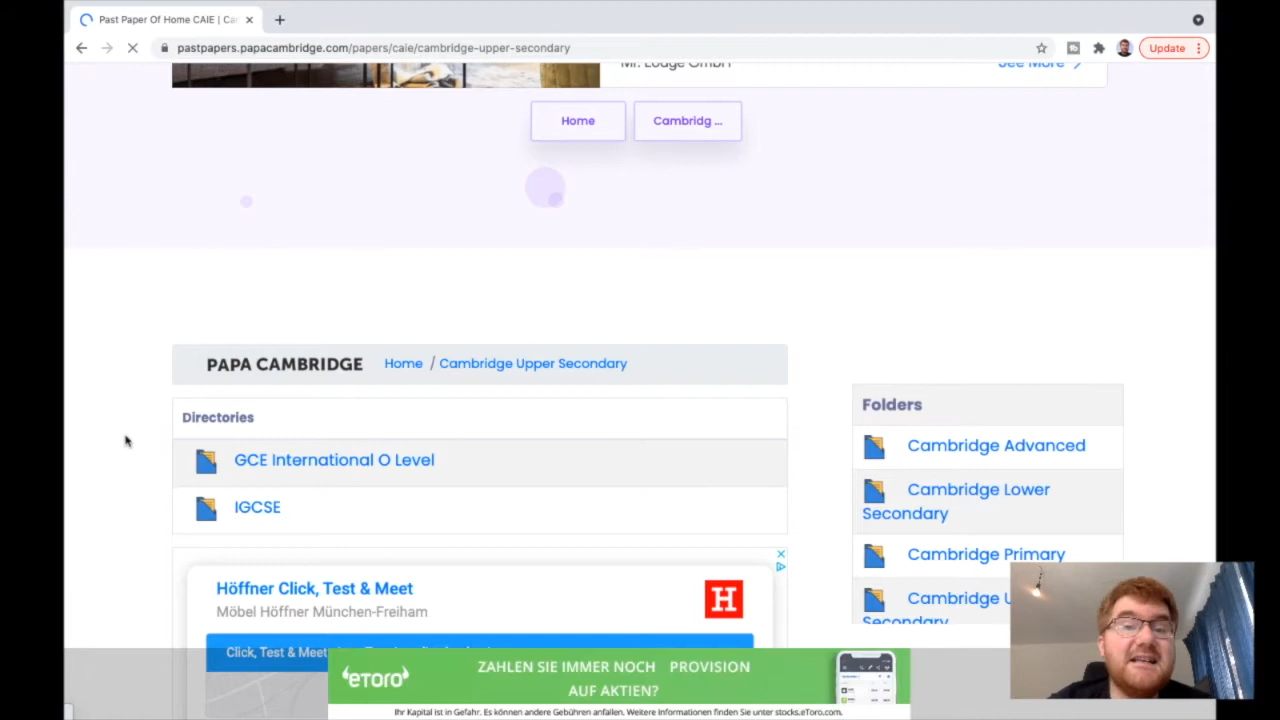 Past Paper Of Home CAIE | Ca
pastpapers.papacambridge.com/papers/caie/cambridge-upper-secondary
Update
Mr. Lodge GmbH
See More
Home
Cambridg ...
PAPA CAMBRIDGE
Home / Cambridge Upper Secondary
Directories
GCE International O Level
IGCSE
Folders
Cambridge Advanced
Cambridge Lower
Secondary
Cambridge Primary
Cambridge U
Secondary
Höffner Click, Test & Meet
Möbel Höffner München-Freiham
H
Click, Test & Meet
eToro
ZAHLEN SIE IMMER NOCH PROVISION
AUF AKTIEN?
Ihr Kapital ist in Gefahr. Es können andere Gebühren anfallen. Weitere Informationen finden Sie unter stocks.eToro.com.